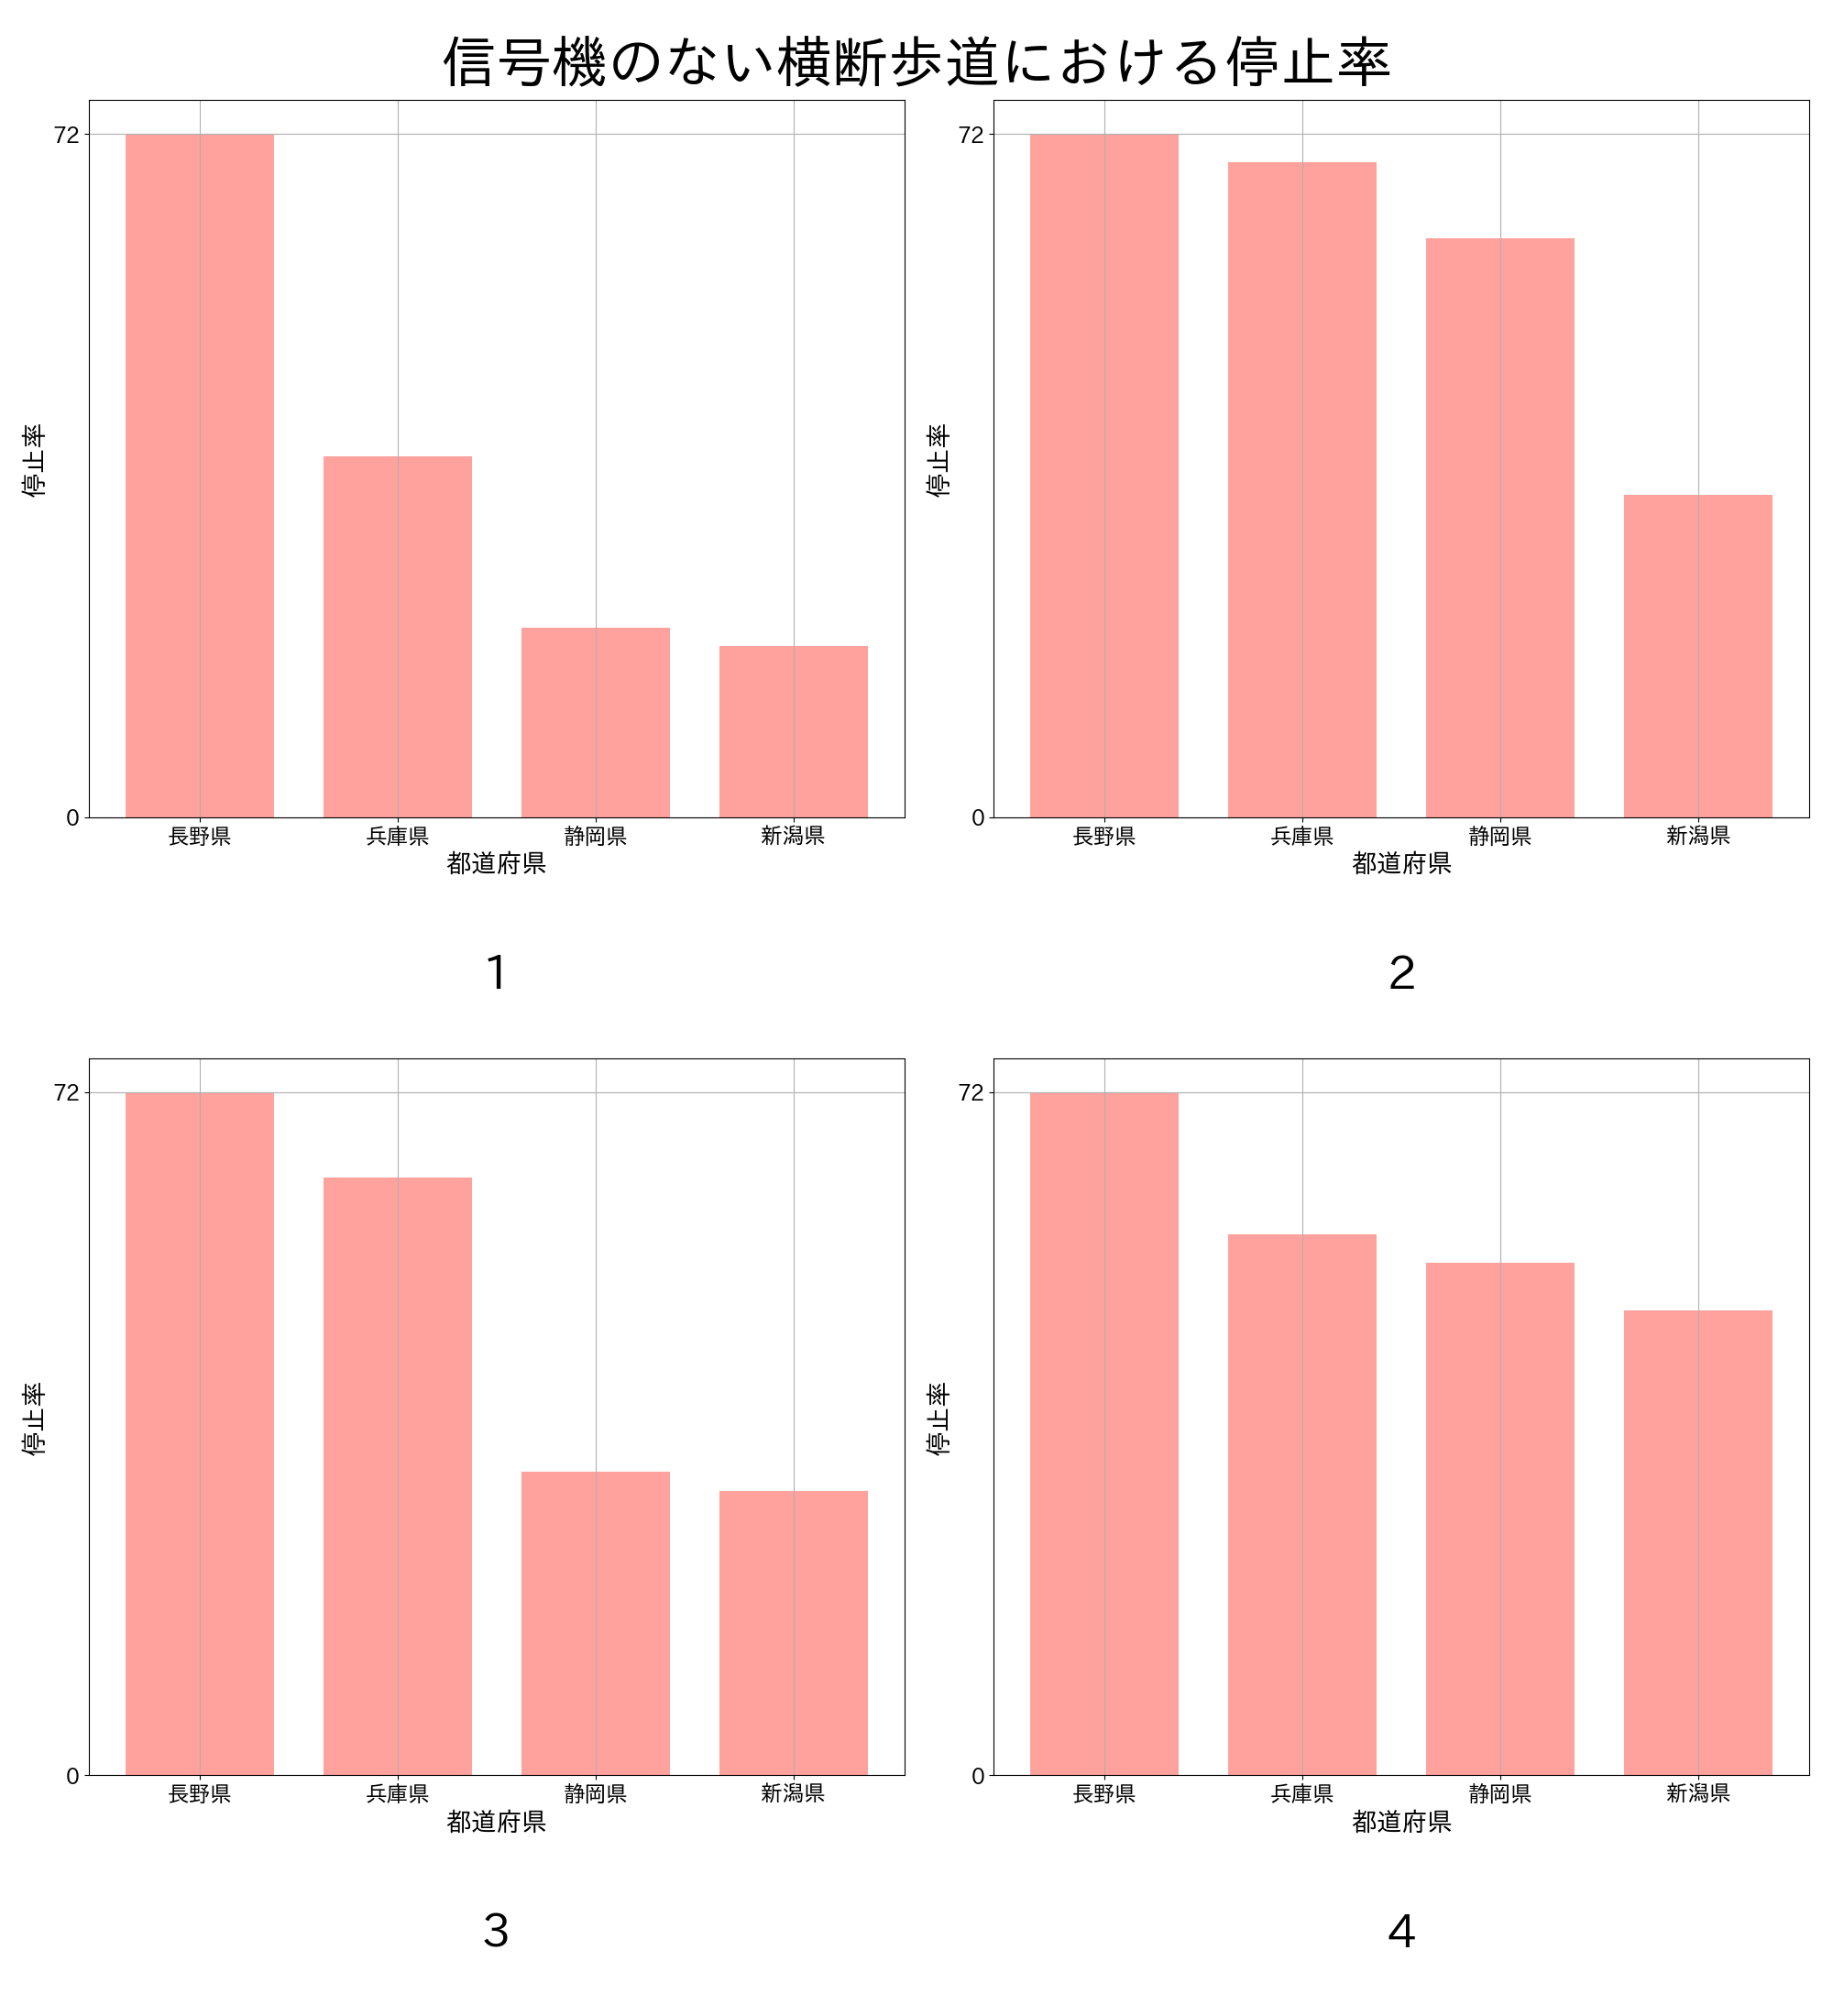 信号機のない横断歩道における停止率
72
停止率
0
長野県 兵庫県 静岡県 新潟県
都道府県
1
72
停止率
0
長野県 兵庫県 静岡県 新潟県
都道府県
2
72
停止率
0
長野県 兵庫県 静岡県 新潟県
都道府県
3
72
停止率
0
長野県 兵庫県 静岡県 新潟県
都道府県
4